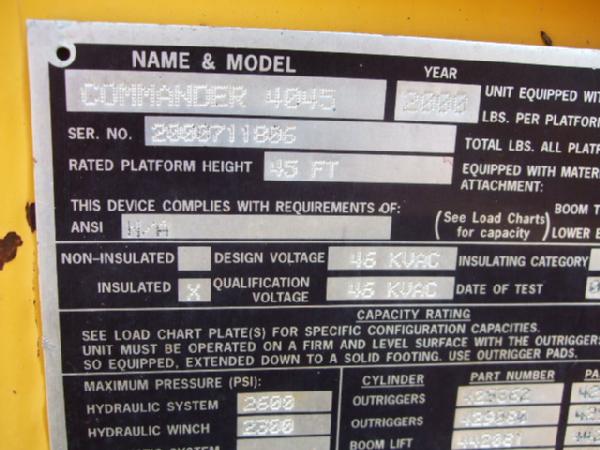 NAME & MODEL YEAR
COMMANDER 4045 2000 UNIT EQUIPPED
LBS. PER PLATFOR
SER. NO. 2000711806
TOTAL LBS. ALL PLAT
RATED PLATFORM HEIGHT 45 FT EQUIPPED WITH
ATTACHMENT:
THIS DEVICE COMPLIES WITH REQUIREMENTS OF: BOOM
ANSI N/A (See Load Charts for capacity) LOWER
NON-INSULATED DESIGN VOLTAGE 46 KVAC INSULATING CATEGORY
INSULATED X QUALIFICATION VOLTAGE 46 KVAC DATE OF TEST
CAPACITY RATING
SEE LOAD CHART PLATE(S) FOR SPECIFIC CONFIGURATION CAPACITIES.
UNIT MUST BE OPERATED ON A FIRM AND LEVEL SURFACE WITH THE OUTRIGGERS
SO EQUIPPED, EXTENDED DOWN TO A SOLID FOOTING. USE OUTRIGGER PADS.
MAXIMUM PRESSURE (PSI): CYLINDER PART NUMBER
HYDRAULIC SYSTEM 2600 OUTRIGGERS
HYDRAULIC WINCH 2300 OUTRIGGERS
BOOM LIFT 442081